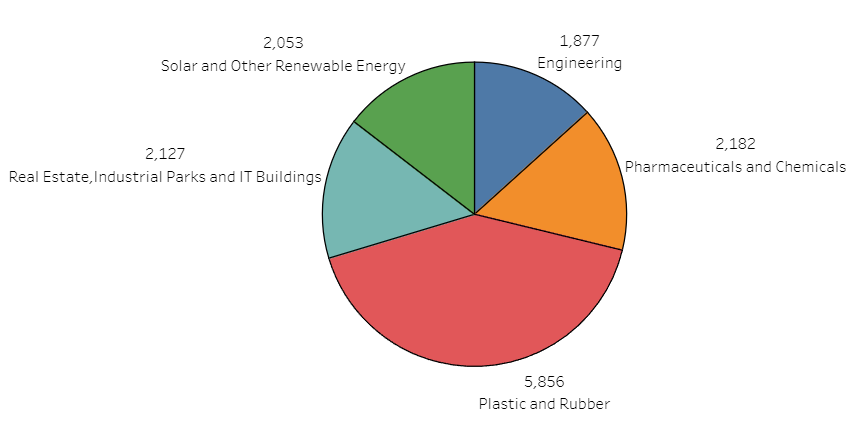 2,053
Solar and Other Renewable Energy
1,877
Engineering
2,182
Pharmaceuticals and Chemicals
2,127
Real Estate,Industrial Parks and IT Buildings
5,856
Plastic and Rubber